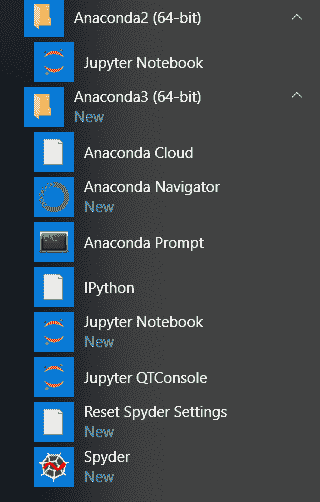 Anaconda2 (64-bit)
Jupyter Notebook
Anaconda3 (64-bit)
New
Anaconda Cloud
Anaconda Navigator
New
Anaconda Prompt
IPython
Jupyter Notebook
New
Jupyter QTConsole
Reset Spyder Settings
New
Spyder
New